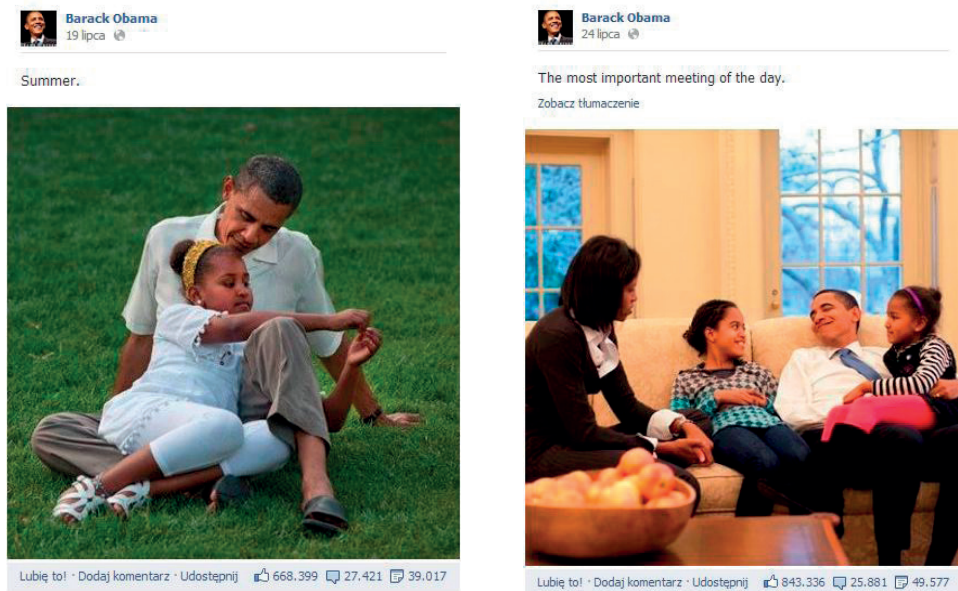 Barack Obama
19 lipca
Summer.
Lubię to! · Dodaj komentarz · Udostępnij 668.399 27.421 39.017
Barack Obama
24 lipca
The most important meeting of the day.
Zobacz tłumaczenie
Lubię to! · Dodaj komentarz · Udostępnij 843.336 25.881 49.577